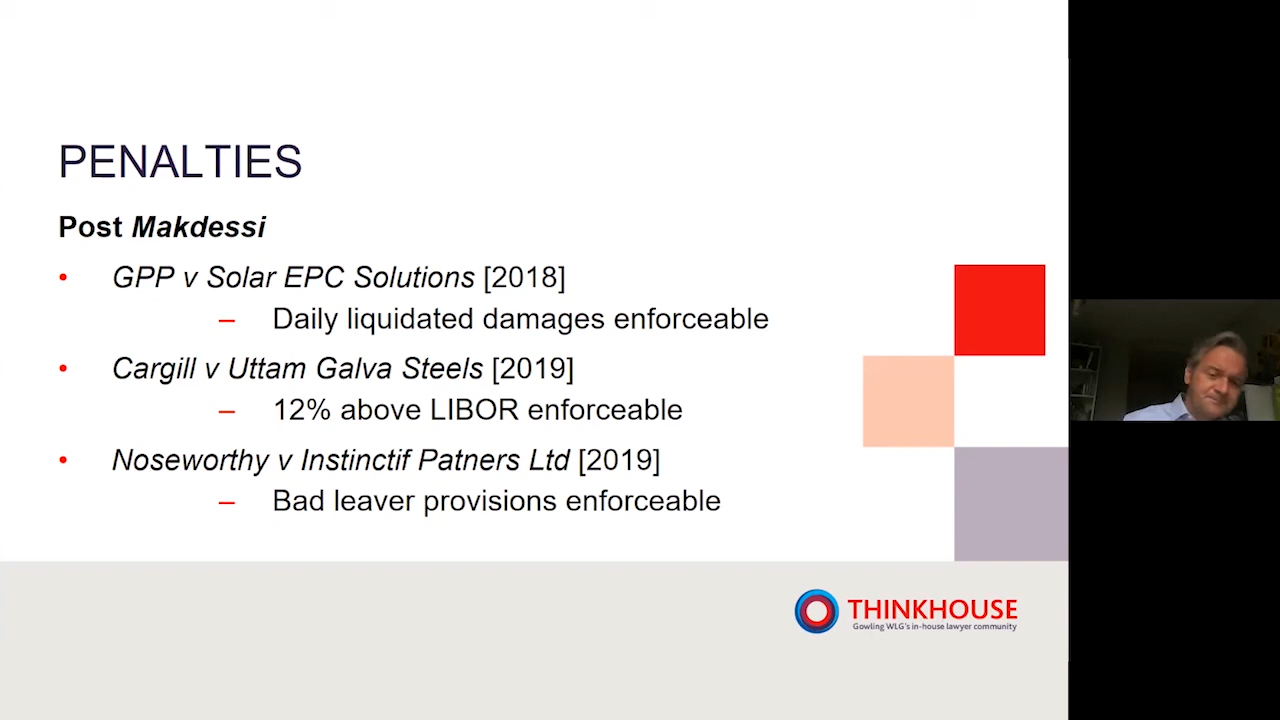 PENALTIES
Post Makdessi
• GPP v Solar EPC Solutions [2018]
– Daily liquidated damages enforceable
• Cargill v Uttam Galva Steels [2019]
– 12% above LIBOR enforceable
• Noseworthy v Instinctif Patners Ltd [2019]
– Bad leaver provisions enforceable
THINKHOUSE
Gowling WLG's in-house lawyer community